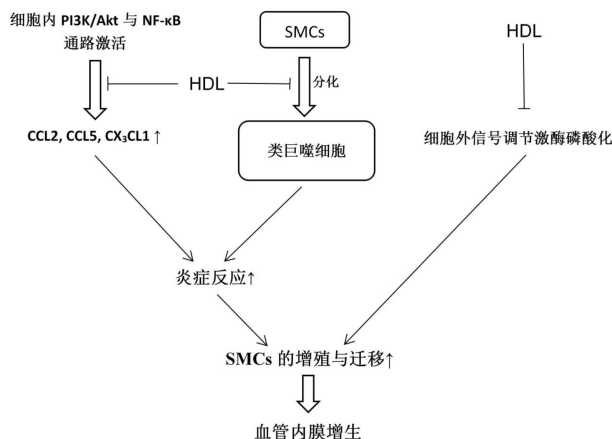 细胞内 PI3K/Akt 与 NF-κB
通路激活
SMCs
HDL
HDL
分化
CCL2, CCL5, CX₃CL1 ↑
类巨噬细胞
细胞外信号调节激酶磷酸化
炎症反应↑
SMCs 的增殖与迁移↑
血管内膜增生